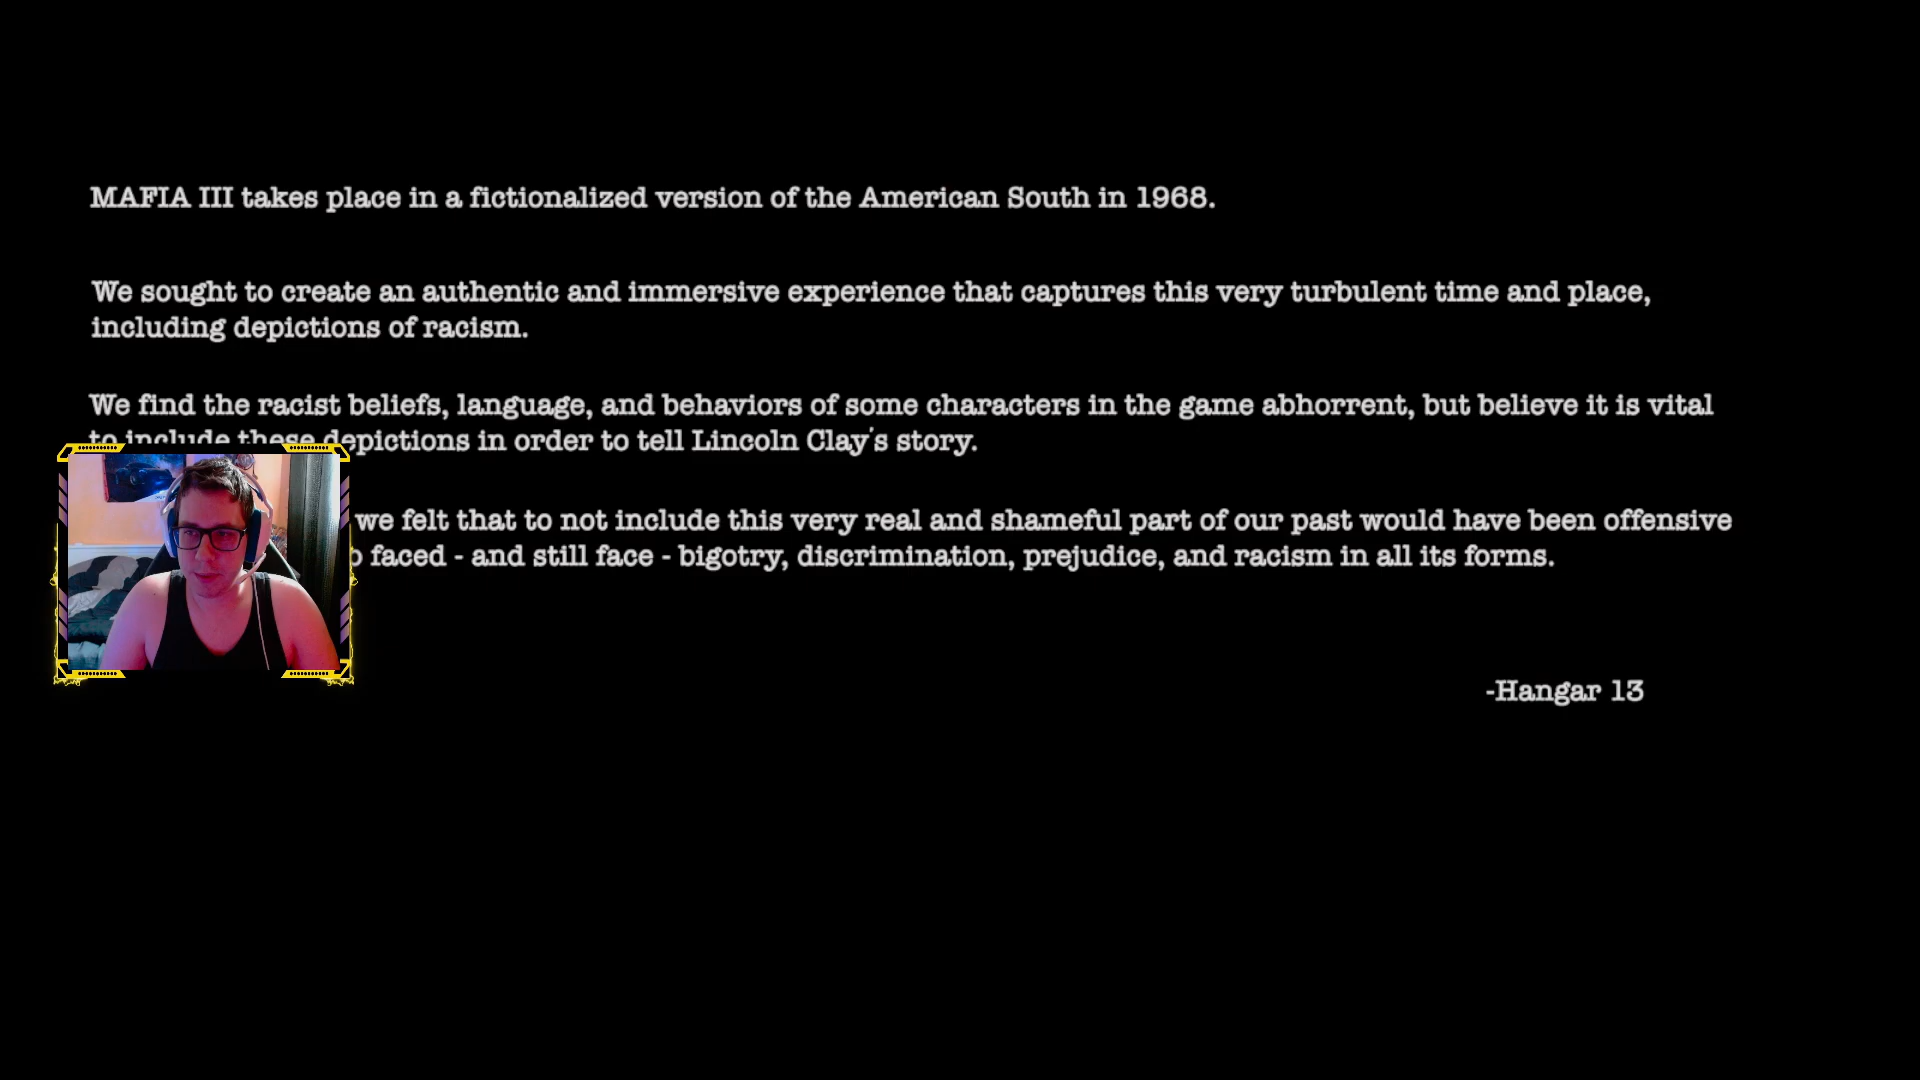 MAFIA III takes place in a fictionalized version of the American South in 1968.
We sought to create an authentic and immersive experience that captures this very turbulent time and place,
including depictions of racism.
We find the racist beliefs, language, and behaviors of some characters in the game abhorrent, but believe it is vital
to include these depictions in order to tell Lincoln Clay's story.
we felt that to not include this very real and shameful part of our past would have been offensive
faced - and still face - bigotry, discrimination, prejudice, and racism in all its forms.
-Hangar 13